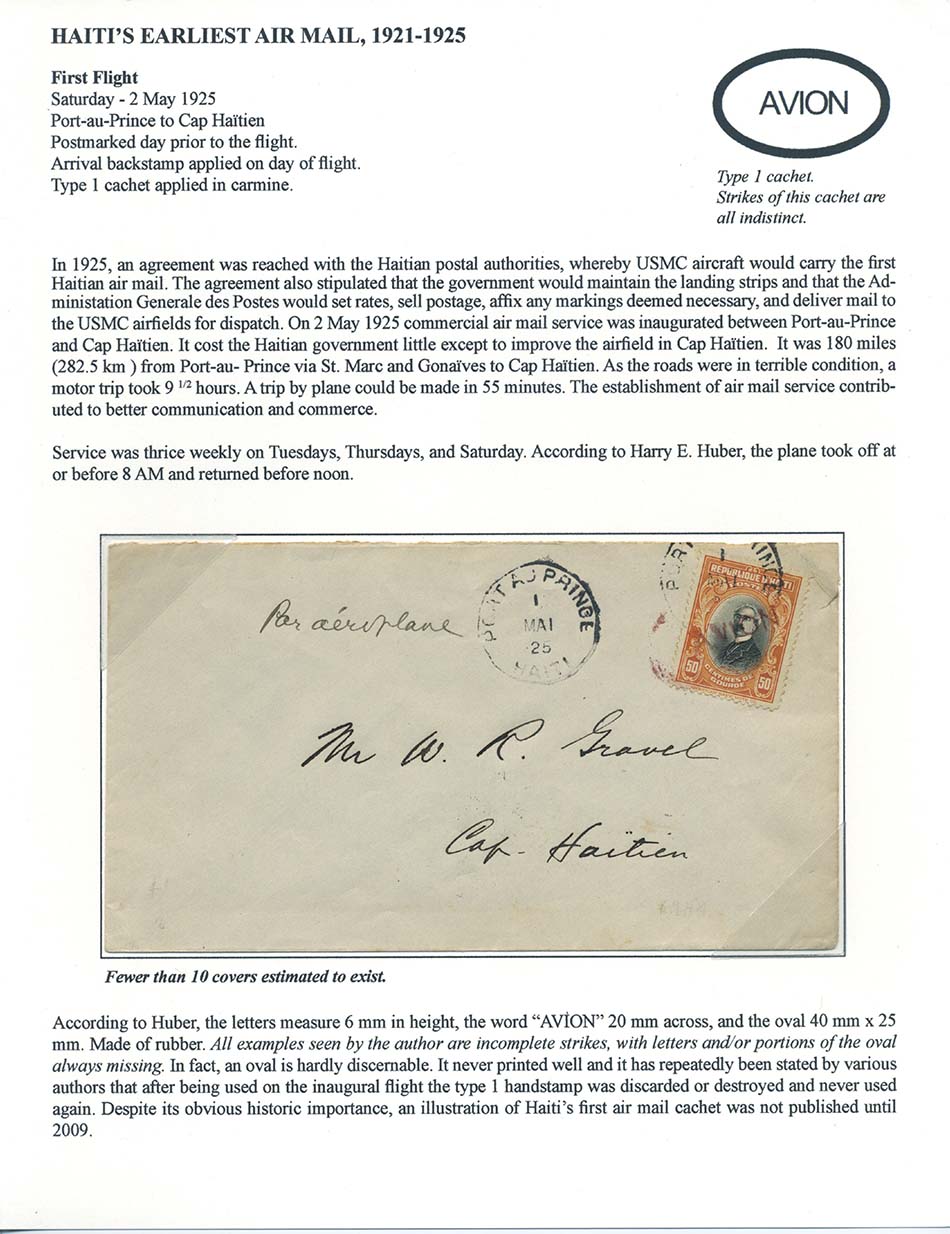 HAITI'S EARLIEST AIR MAIL, 1921-1925
First Flight
Saturday - 2 May 1925
Port-au-Prince to Cap Haïtien
Postmarked day prior to the flight.
Arrival backstamp applied on day of flight.
Type 1 cachet applied in carmine.
AVION
Type 1 cachet.
Strikes of this cachet are
all indistinct.
In 1925, an agreement was reached with the Haitian postal authorities, whereby USMC aircraft would carry the first
Haitian air mail. The agreement also stipulated that the government would maintain the landing strips and that the Ad-
ministation Generale des Postes would set rates, sell postage, affix any markings deemed necessary, and deliver mail to
the USMC airfields for dispatch. On 2 May 1925 commercial air mail service was inaugurated between Port-au-Prince
and Cap Haïtien. It cost the Haitian government little except to improve the airfield in Cap Haïtien. It was 180 miles
(282.5 km ) from Port-au- Prince via St. Marc and Gonaïves to Cap Haïtien. As the roads were in terrible condition, a
motor trip took 9 1/2 hours. A trip by plane could be made in 55 minutes. The establishment of air mail service contrib-
uted to better communication and commerce.
Service was thrice weekly on Tuesdays, Thursdays, and Saturday. According to Harry E. Huber, the plane took off at
or before 8 AM and returned before noon.
Par aéroplane
PORT AU PRINCE
1
MAI
25
HAITI
REPUBLIQUE D'HAITI
POSTES
50
CENTIMES DE
GOURDE
50
Mr W. R. Gravel
Cap-Haïtien
Fewer than 10 covers estimated to exist.
According to Huber, the letters measure 6 mm in height, the word “AVİON” 20 mm across, and the oval 40 mm x 25
mm. Made of rubber. All examples seen by the author are incomplete strikes, with letters and/or portions of the oval
always missing. In fact, an oval is hardly discernable. It never printed well and it has repeatedly been stated by various
authors that after being used on the inaugural flight the type 1 handstamp was discarded or destroyed and never used
again. Despite its obvious historic importance, an illustration of Haiti's first air mail cachet was not published until
2009.